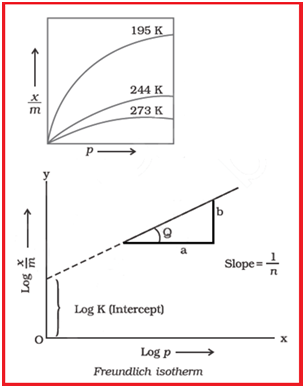 195 K
244 K
273 K
x/m
p
y
b
Θ
a
Slope = 1/n
Log x/m
Log K (Intercept)
O
x
Log p
Freundlich isotherm